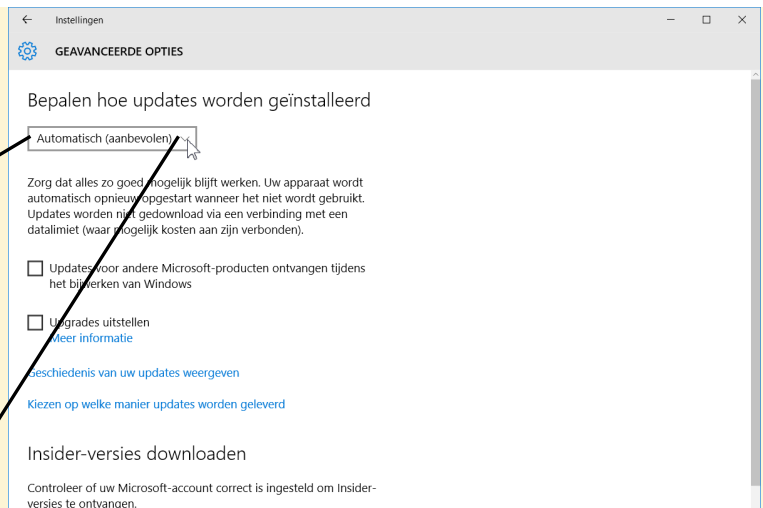 Instellingen
GEAVANCEERDE OPTIES
Bepalen hoe updates worden geïnstalleerd
Automatisch (aanbevolen)
Zorg dat alles zo goed mogelijk blijft werken. Uw apparaat wordt
automatisch opnieuw opgestart wanneer het niet wordt gebruikt.
Updates worden niet gedownload via een verbinding met een
datalimiet (waar mogelijk kosten aan zijn verbonden).
Updates voor andere Microsoft-producten ontvangen tijdens
het bijwerken van Windows
Upgrades uitstellen
Meer informatie
Geschiedenis van uw updates weergeven
Kiezen op welke manier updates worden geleverd
Insider-versies downloaden
Controleer of uw Microsoft-account correct is ingesteld om Insider-
versies te ontvangen.